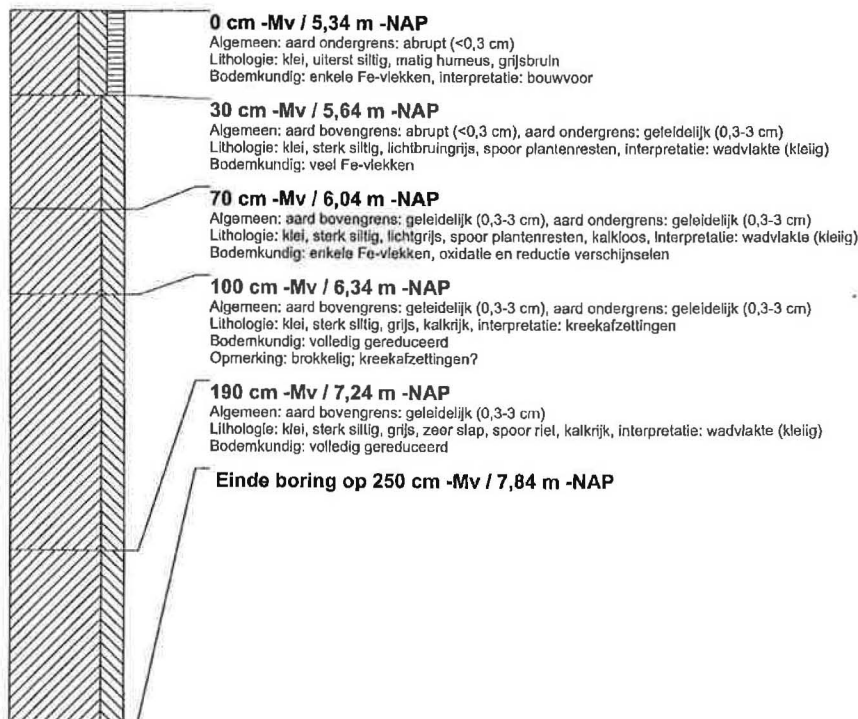 0 cm -Mv / 5,34 m -NAP
Algemeen: aard ondergrens: abrupt (<0,3 cm)
Lithologie: klei, uiterst siltig, matig humeus, grijsbruin
Bodemkundig: enkele Fe-vlekken, interpretatie: bouwvoor
30 cm -Mv / 5,64 m -NAP
Algemeen: aard bovengrens: abrupt (<0,3 cm), aard ondergrens: geleidelijk (0,3-3 cm)
Lithologie: klei, sterk siltig, lichtbruingrijs, spoor plantenresten, interpretatie: wadvlakte (kleiig)
Bodemkundig: veel Fe-vlekken
70 cm -Mv / 6,04 m -NAP
Algemeen: aard bovengrens: geleidelijk (0,3-3 cm), aard ondergrens: geleidelijk (0,3-3 cm)
Lithologie: klei, sterk siltig, lichtgrijs, spoor plantenresten, kalkloos, interpretatie: wadvlakte (kleiig)
Bodemkundig: enkele Fe-vlekken, oxidatie en reductie verschijnselen
100 cm -Mv / 6,34 m -NAP
Algemeen: aard bovengrens: geleidelijk (0,3-3 cm), aard ondergrens: geleidelijk (0,3-3 cm)
Lithologie: klei, sterk siltig, grijs, kalkrijk, interpretatie: kreekafzettingen
Bodemkundig: volledig gereduceerd
Opmerking: brokkelig; kreekafzettingen?
190 cm -Mv / 7,24 m -NAP
Algemeen: aard bovengrens: geleidelijk (0,3-3 cm)
Lithologie: klei, sterk siltig, grijs, zeer slap, spoor riet, kalkrijk, interpretatie: wadvlakte (kleiig)
Bodemkundig: volledig gereduceerd
Einde boring op 250 cm -Mv / 7,84 m -NAP